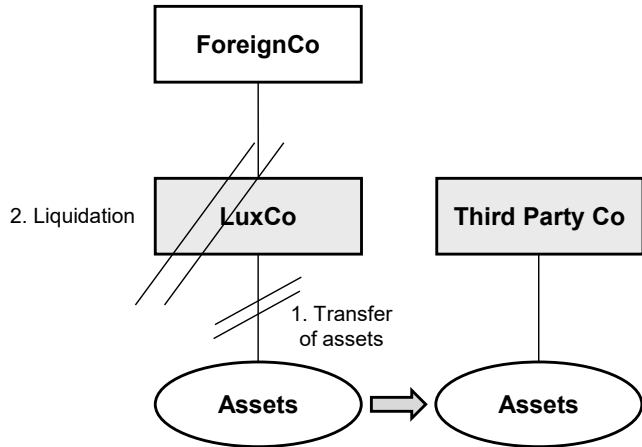 ForeignCo
2. Liquidation
LuxCo
Third Party Co
1. Transfer
of assets
Assets
Assets